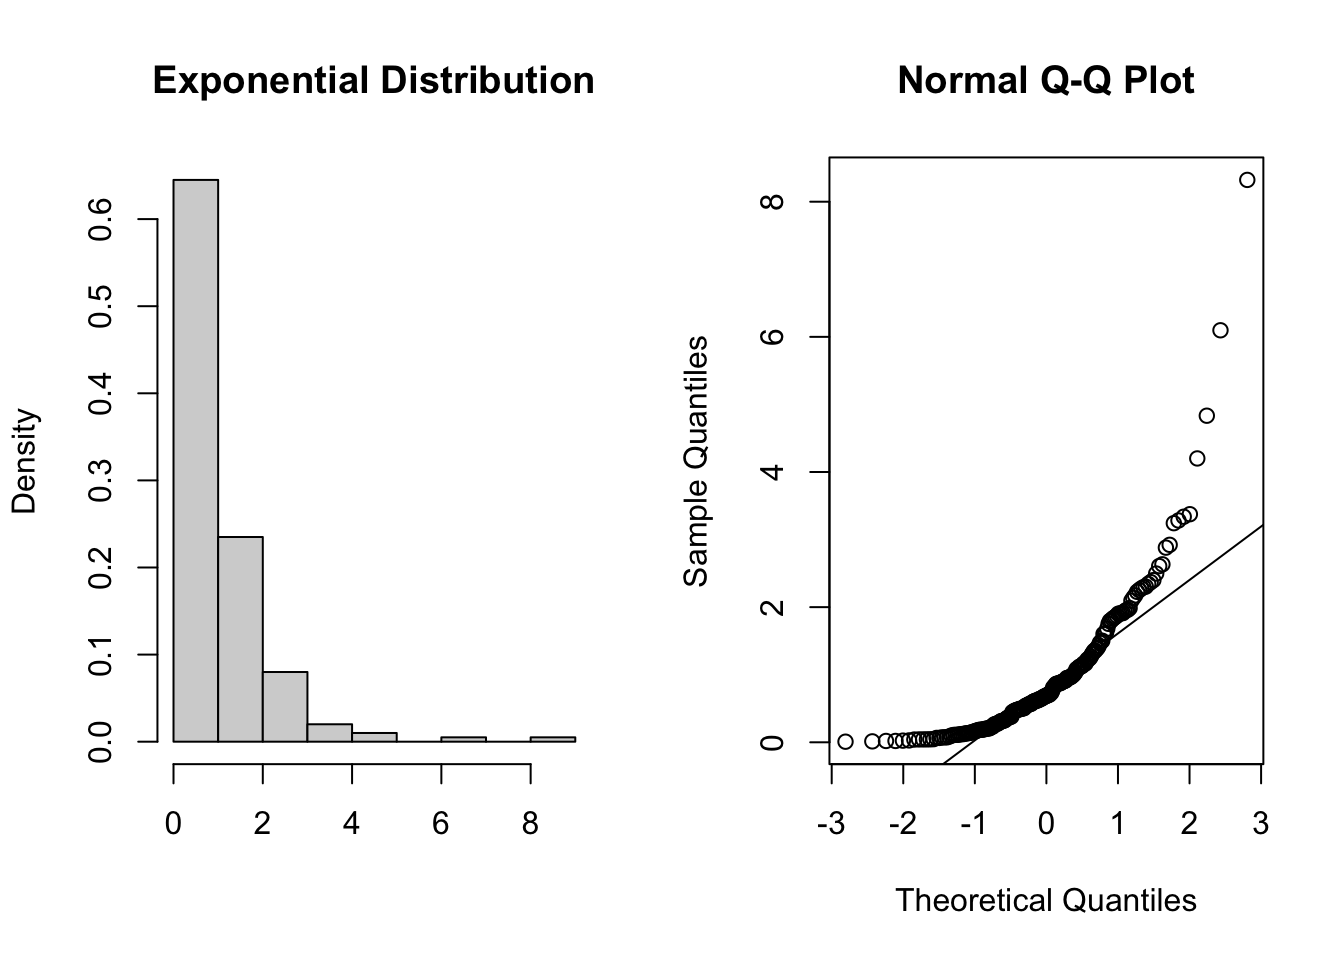 Exponential Distribution
Density
0.0 0.1 0.2 0.3 0.4 0.5 0.6
0 2 4 6 8
Normal Q-Q Plot
Sample Quantiles
0 2 4 6 8
-3 -2 -1 0 1 2 3
Theoretical Quantiles